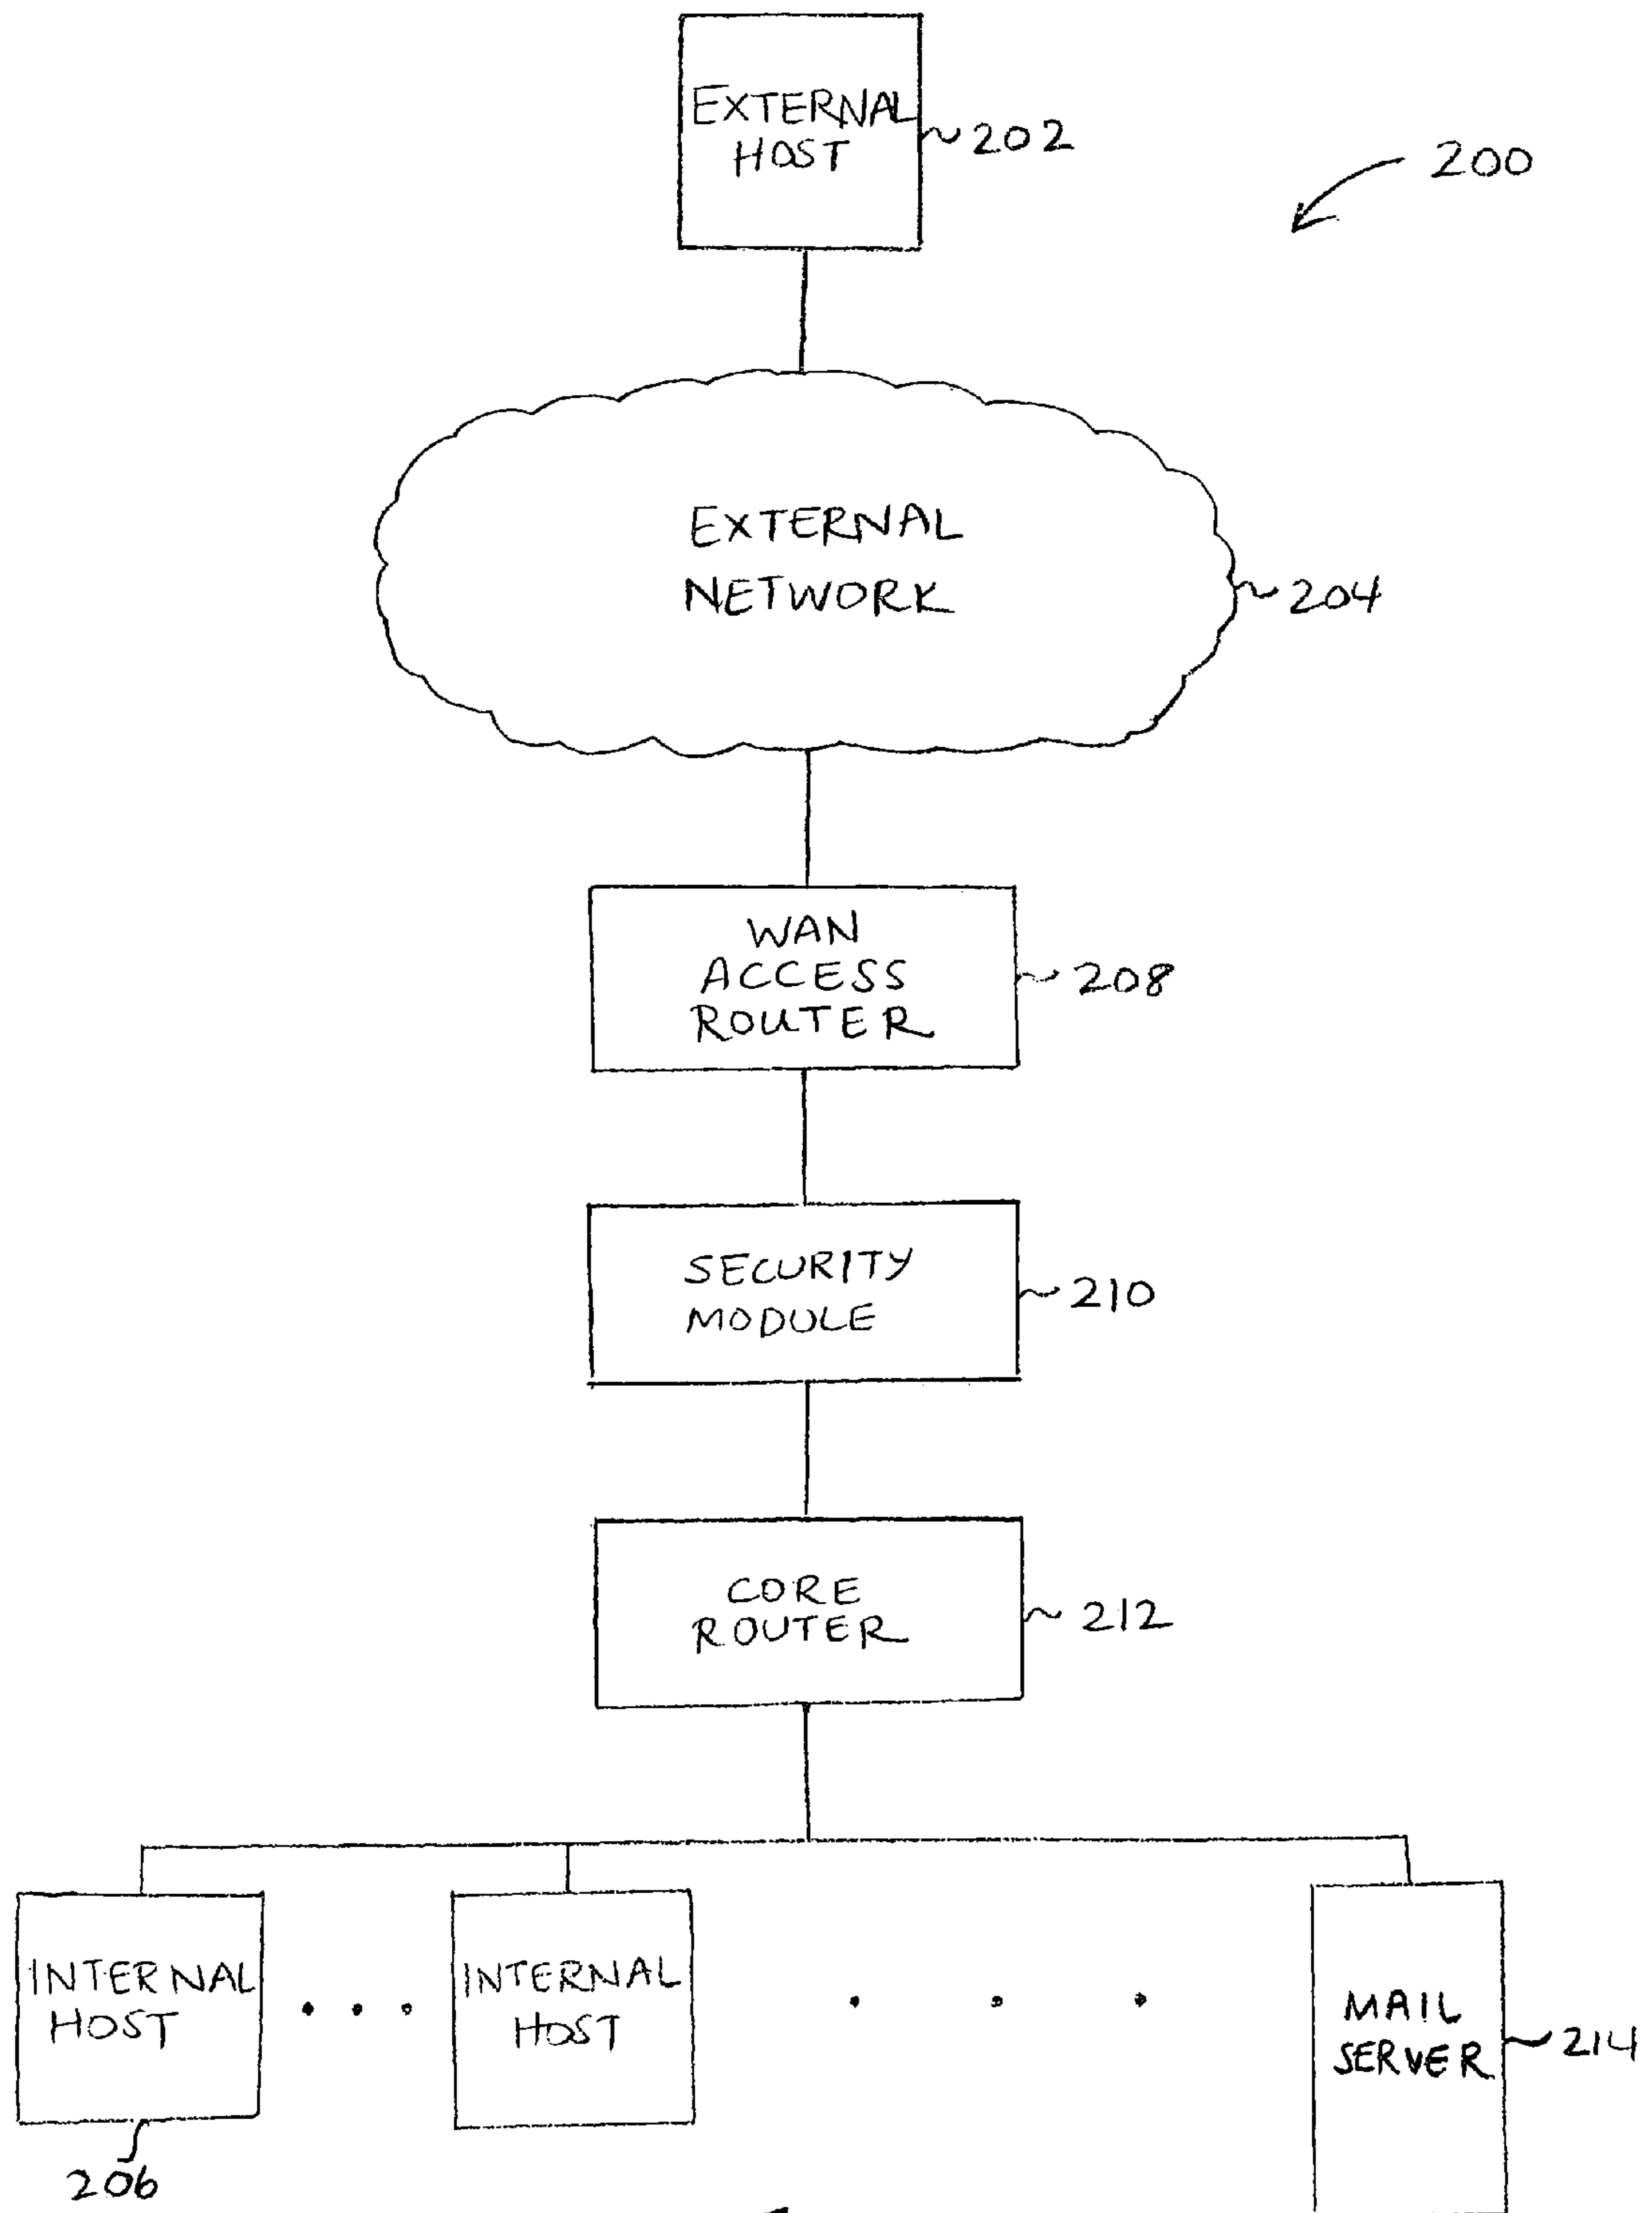 EXTERNAL
HOST
202
200
EXTERNAL
NETWORK
204
WAN
ACCESS
ROUTER
208
SECURITY
MODULE
210
CORE
ROUTER
212
INTERNAL
HOST
206
INTERNAL
HOST
MAIL
SERVER
214